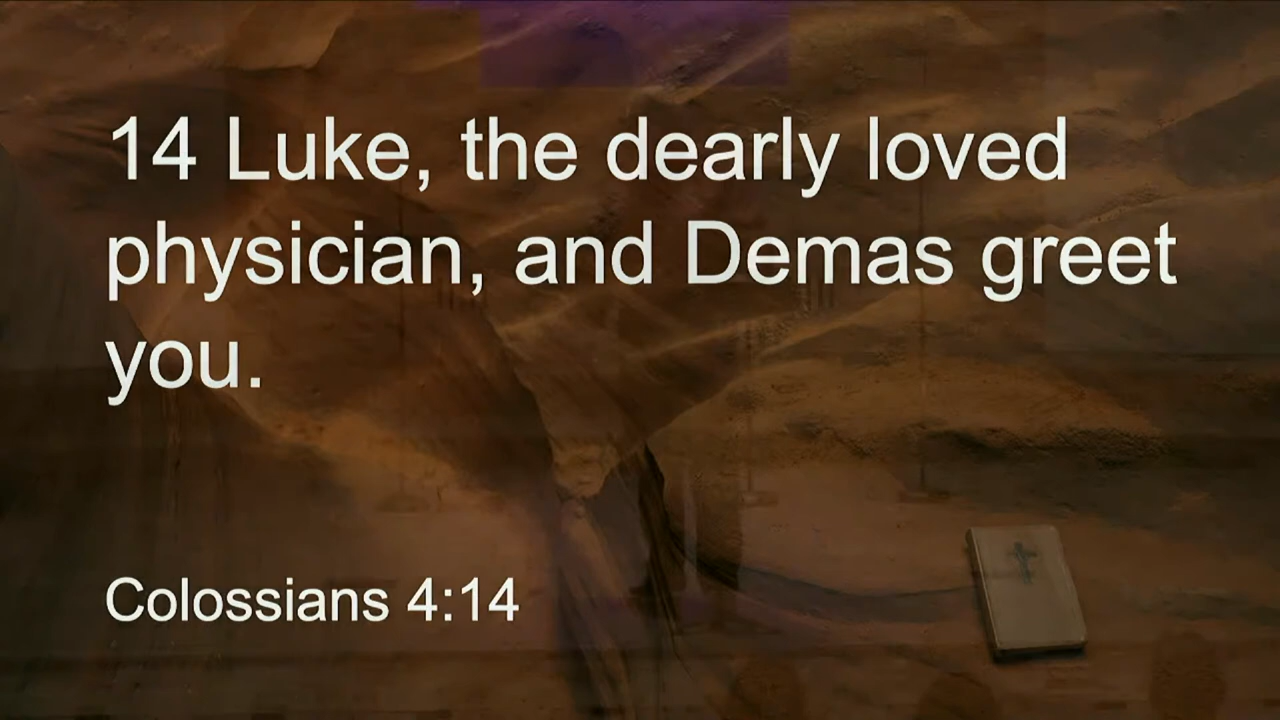 14 Luke, the dearly loved
physician, and Demas greet
you.
Colossians 4:14